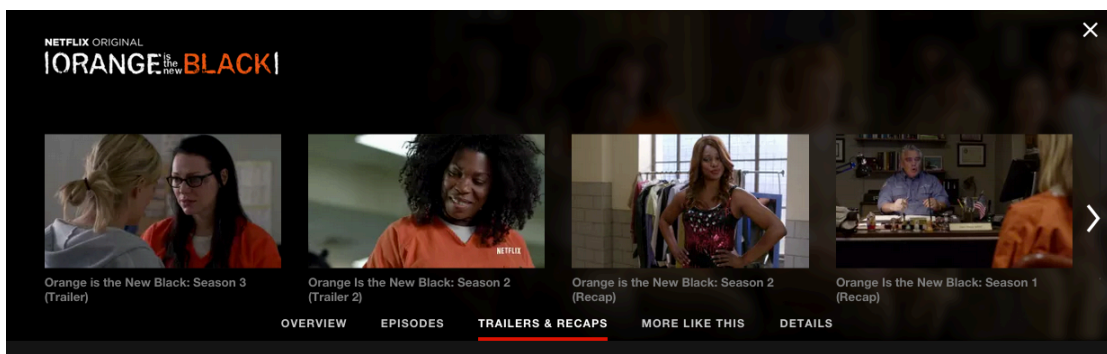 NETFLIX ORIGINAL
ORANGE is the new BLACK
NETFLIX
Orange is the New Black: Season 3
(Trailer)
Orange Is the New Black: Season 2
(Trailer 2)
Orange is the New Black: Season 2
(Recap)
Orange Is the New Black: Season 1
(Recap)
OVERVIEW EPISODES TRAILERS & RECAPS MORE LIKE THIS DETAILS